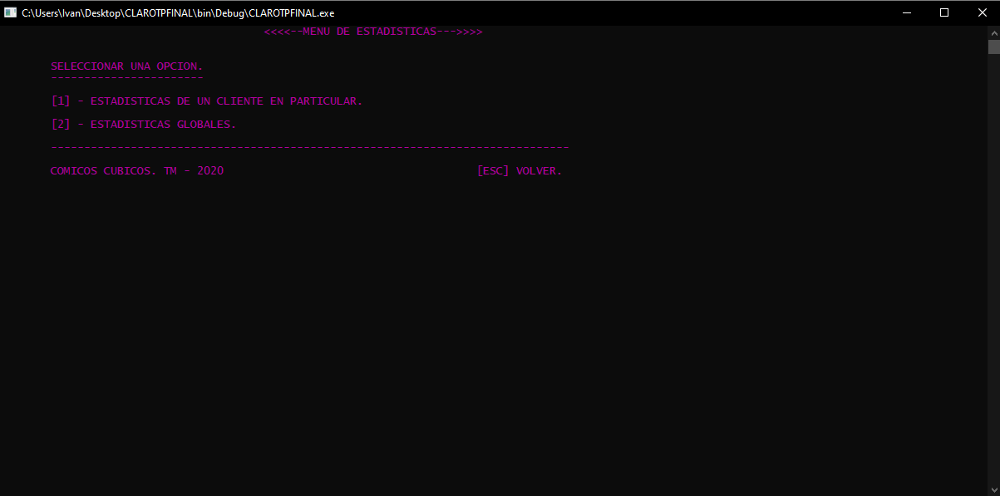 C:\Users\Ivan\Desktop\CLAROTPFINAL\bin\Debug\CLAROTPFINAL.exe
<<<<--MENU DE ESTADISTICAS--->>>>
SELECCIONAR UNA OPCION.
-----------------------
[1] - ESTADISTICAS DE UN CLIENTE EN PARTICULAR.
[2] - ESTADISTICAS GLOBALES.
------------------------------------------------------------------------------
COMICOS CUBICOS. TM - 2020 [ESC] VOLVER.